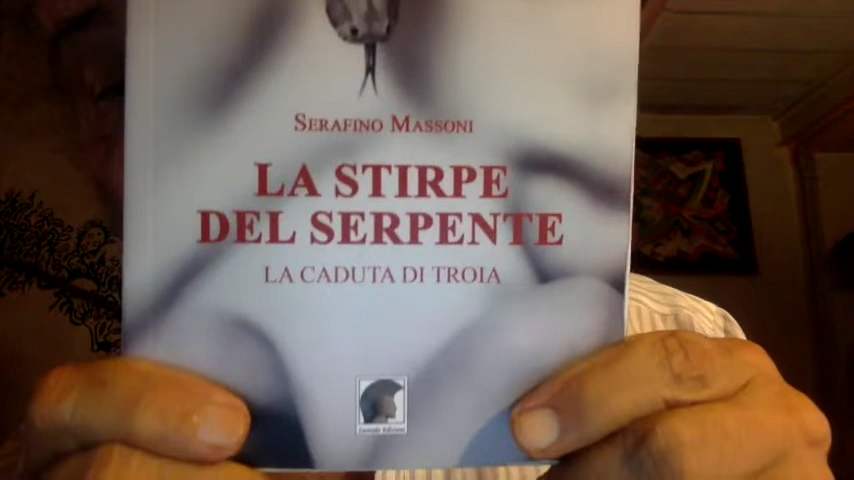 SERAFINO MASSONI
LA STIRPE
DEL SERPENTE
LA CADUTA DI TROIA